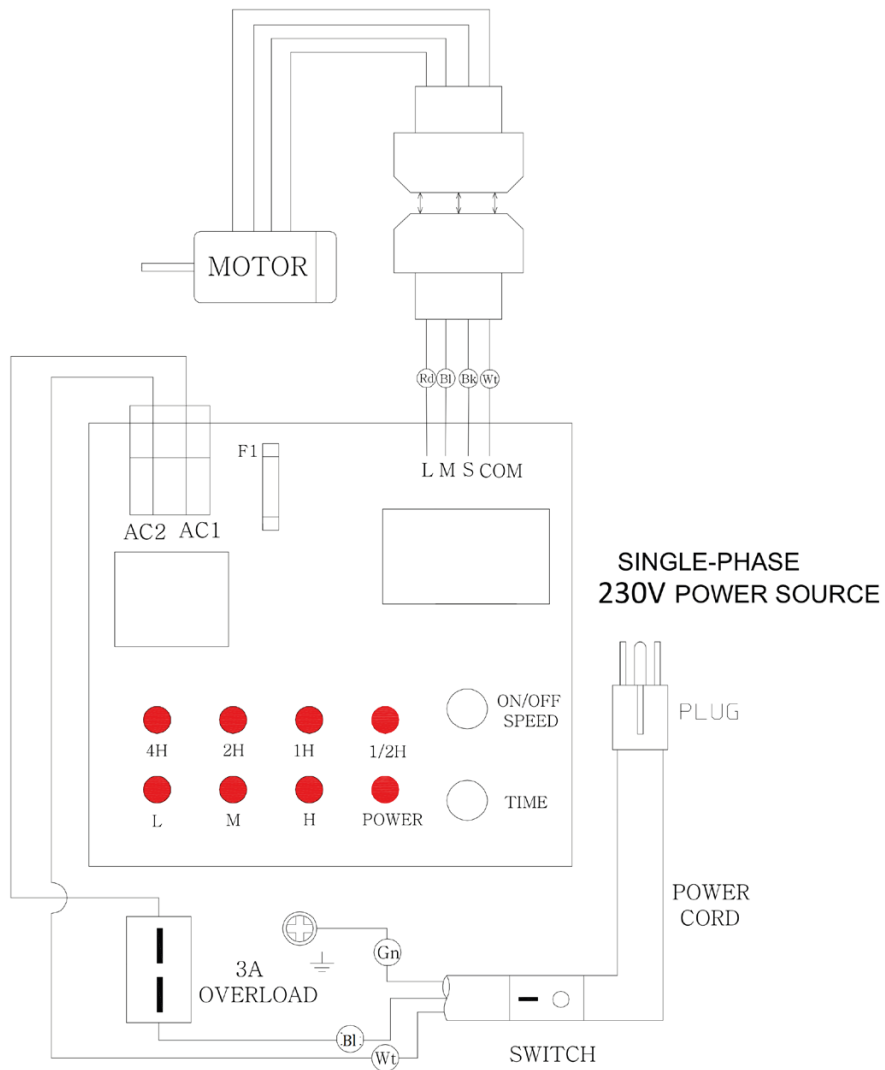 MOTOR
Rd Bl Bk Wt
L M S COM
F1
AC2 AC1
SINGLE-PHASE
230V POWER SOURCE
PLUG
ON/OFF
SPEED
4H 2H 1H 1/2H
TIME
L M H POWER
POWER
CORD
Gn
3A
OVERLOAD
Bl
Wt
SWITCH